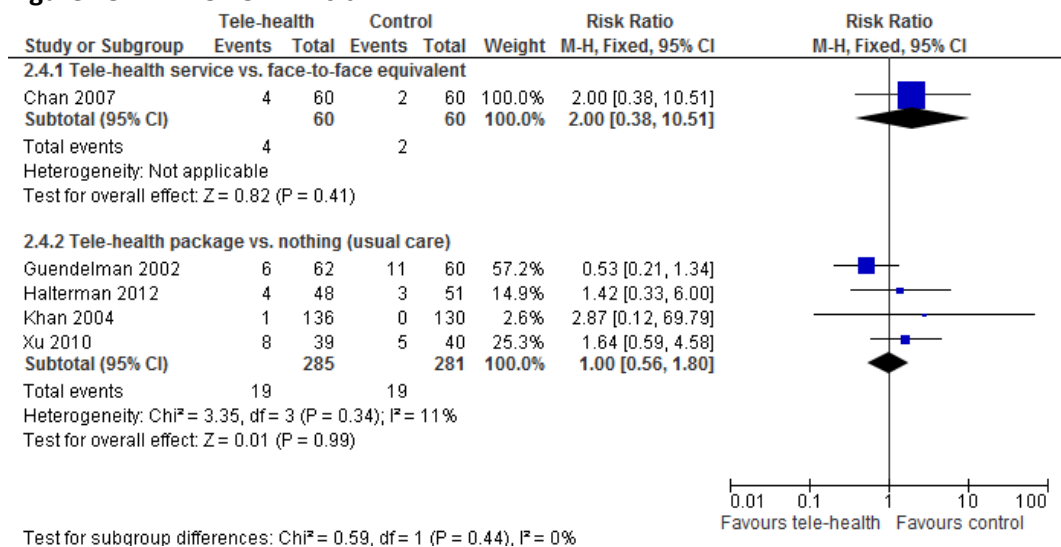 Tele-health Control Risk Ratio Risk Ratio
Study or Subgroup Events Total Events Total Weight M-H, Fixed, 95% CI M-H, Fixed, 95% CI
2.4.1 Tele-health service vs. face-to-face equivalent
Chan 2007 4 60 2 60 100.0% 2.00 [0.38, 10.51]
Subtotal (95% CI) 60 60 100.0% 2.00 [0.38, 10.51]
Total events 4 2
Heterogeneity: Not applicable
Test for overall effect: Z = 0.82 (P = 0.41)
2.4.2 Tele-health package vs. nothing (usual care)
Guendelman 2002 6 62 11 60 57.2% 0.53 [0.21, 1.34]
Halterman 2012 4 48 3 51 14.9% 1.42 [0.33, 6.00]
Khan 2004 1 136 0 130 2.6% 2.87 [0.12, 69.79]
Xu 2010 8 39 5 40 25.3% 1.64 [0.59, 4.58]
Subtotal (95% CI) 285 281 100.0% 1.00 [0.56, 1.80]
Total events 19 19
Heterogeneity: Chi² = 3.35, df = 3 (P = 0.34); I² = 11%
Test for overall effect: Z = 0.01 (P = 0.99)
0.01 0.1 1 10 100
Favours tele-health Favours control
Test for subgroup differences: Chi² = 0.59, df = 1 (P = 0.44), I² = 0%